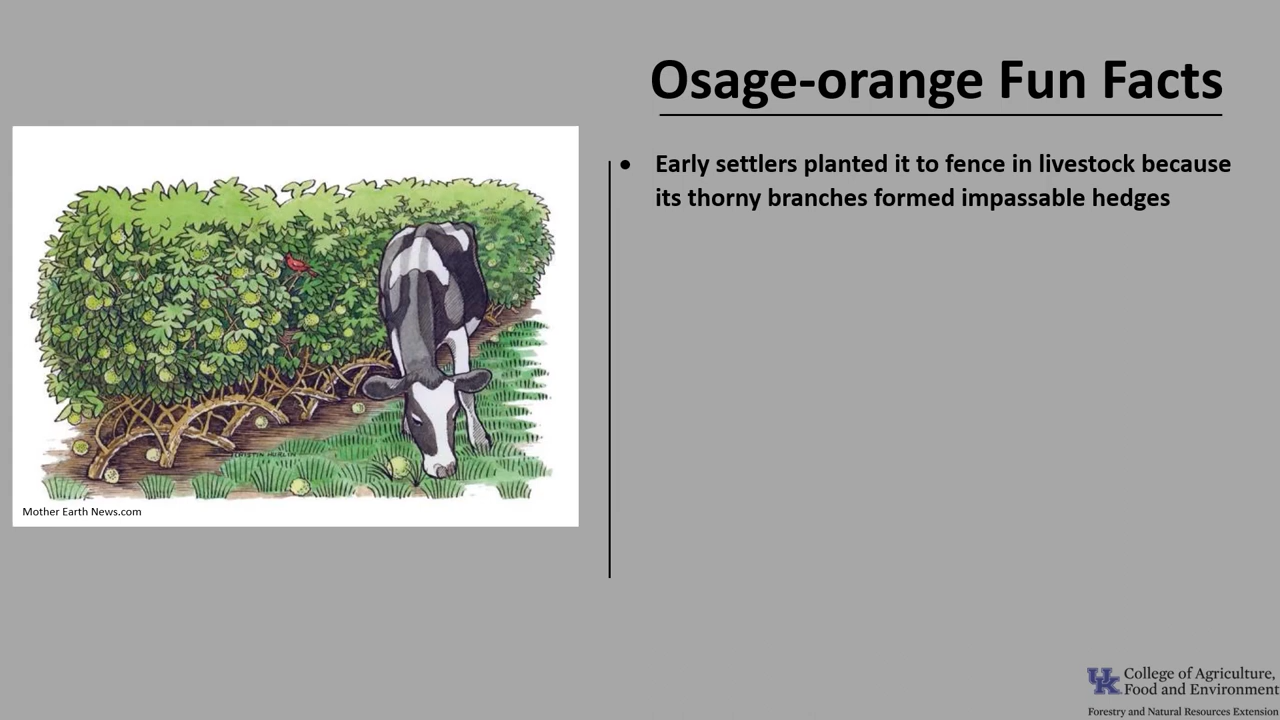 Osage-orange Fun Facts
• Early settlers planted it to fence in livestock because
its thorny branches formed impassable hedges
Mother Earth News.com
UK College of Agriculture,
Food and Environment
Forestry and Natural Resources Extension